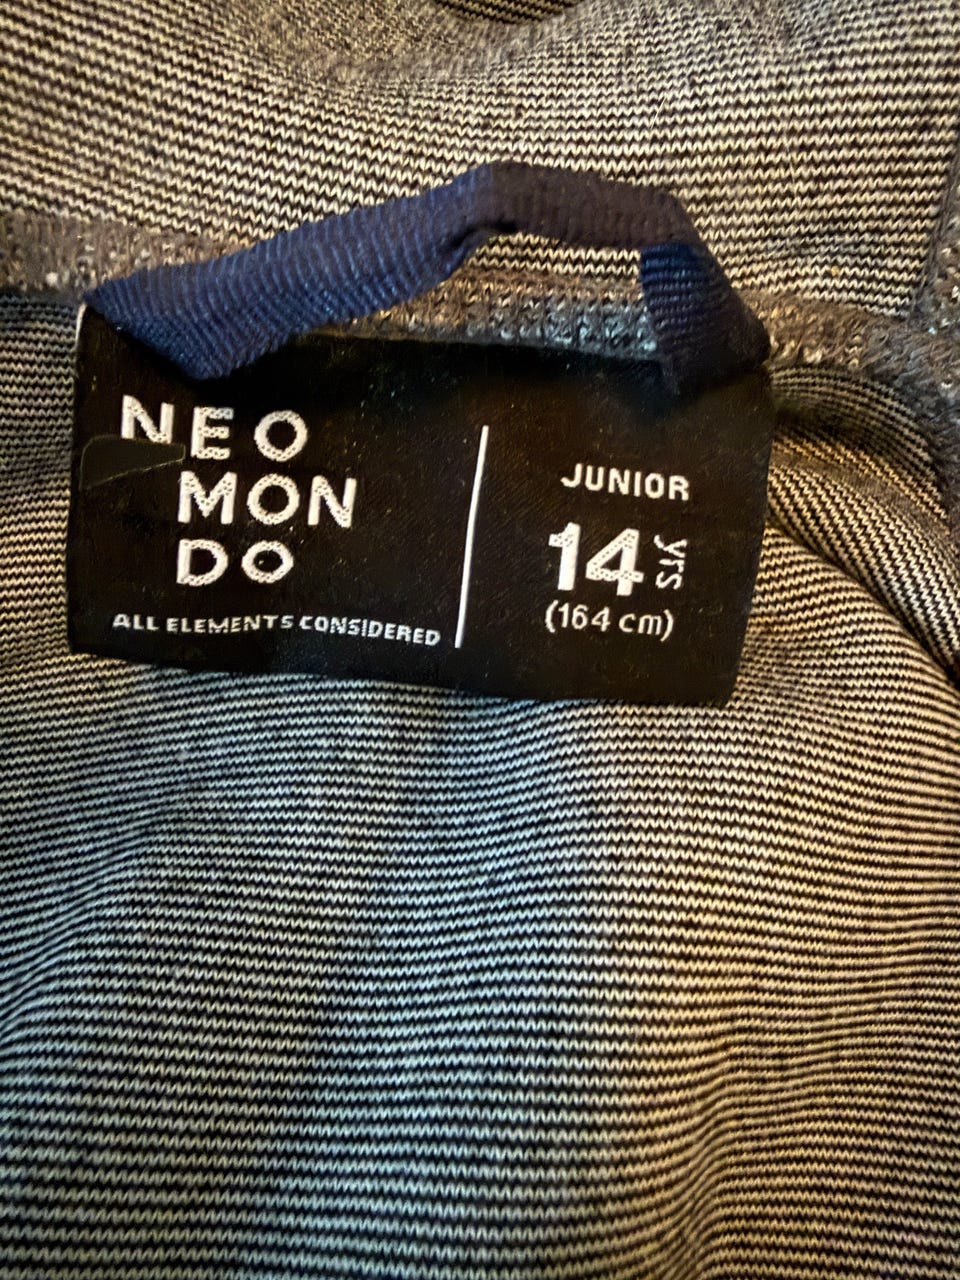 NEO
MON
DO
ALL ELEMENTS CONSIDERED
JUNIOR
14 yrs
(164 cm)